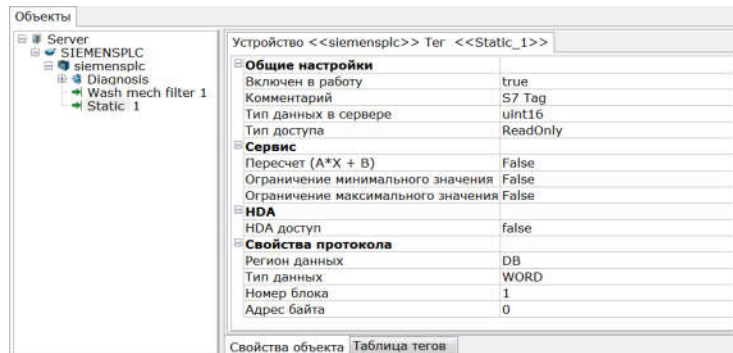 Объекты
Server
SIEMENSPLC
siemensplc
Diagnosis
Wash mech filter 1
Static_1
Устройство <<siemensplc>> Тег <<Static_1>>
Общие настройки
Включен в работу true
Комментарий S7 Tag
Тип данных в сервере uint16
Тип доступа ReadOnly
Сервис
Пересчет (A*X + B) False
Ограничение минимального значения False
Ограничение максимального значения False
HDA
HDA доступ false
Свойства протокола
Регион данных DB
Тип данных WORD
Номер блока 1
Адрес байта 0
Свойства объекта Таблица тегов